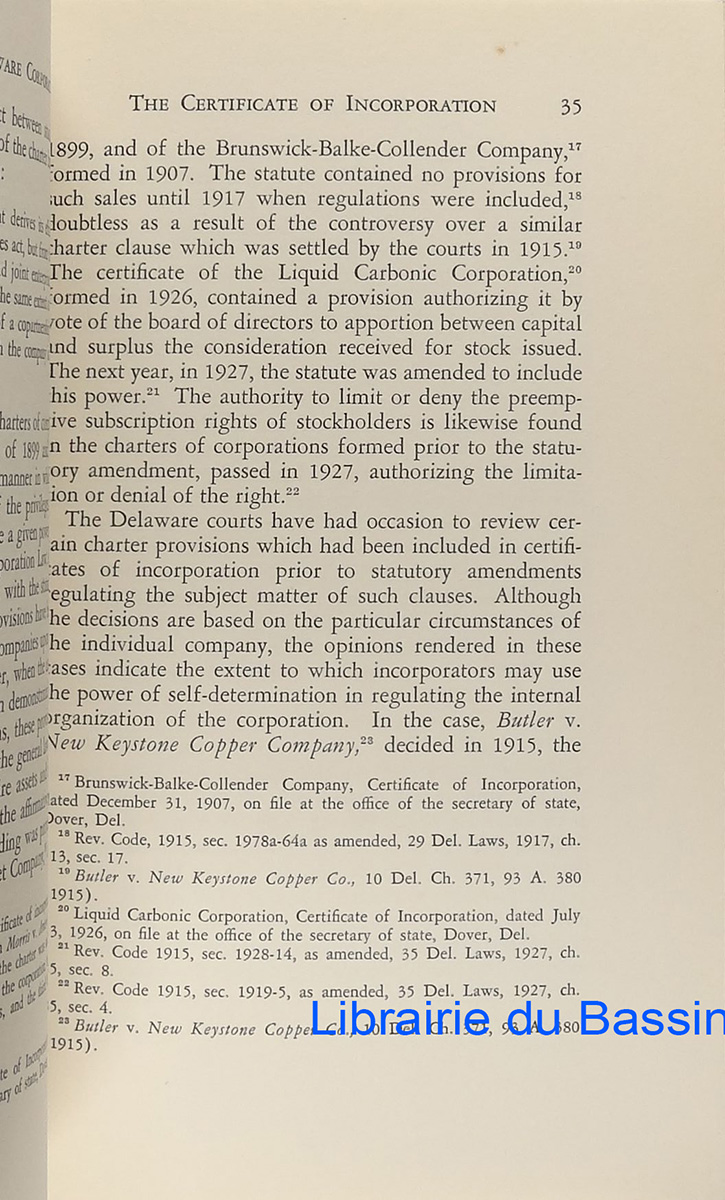 THE CERTIFICATE OF INCORPORATION 35
1899, and of the Brunswick-Balke-Collender Company,¹⁷
formed in 1907. The statute contained no provisions for
such sales until 1917 when regulations were included,¹⁸
doubtless as a result of the controversy over a similar
charter clause which was settled by the courts in 1915.¹⁹
The certificate of the Liquid Carbonic Corporation,²⁰
formed in 1926, contained a provision authorizing it by
vote of the board of directors to apportion between capital
and surplus the consideration received for stock issued.
The next year, in 1927, the statute was amended to include
this power.²¹ The authority to limit or deny the preemp-
tive subscription rights of stockholders is likewise found
in the charters of corporations formed prior to the statu-
tory amendment, passed in 1927, authorizing the limita-
tion or denial of the right.²²
The Delaware courts have had occasion to review cer-
tain charter provisions which had been included in certifi-
cates of incorporation prior to statutory amendments
regulating the subject matter of such clauses. Although
the decisions are based on the particular circumstances of
the individual company, the opinions rendered in these
cases indicate the extent to which incorporators may use
the power of self-determination in regulating the internal
organization of the corporation. In the case, Butler v.
New Keystone Copper Company,²³ decided in 1915, the
¹⁷ Brunswick-Balke-Collender Company, Certificate of Incorporation,
dated December 31, 1907, on file at the office of the secretary of state,
Dover, Del.
¹⁸ Rev. Code, 1915, sec. 1978a-64a as amended, 29 Del. Laws, 1917, ch.
13, sec. 17.
¹⁹ Butler v. New Keystone Copper Co., 10 Del. Ch. 371, 93 A. 380
1915).
²⁰ Liquid Carbonic Corporation, Certificate of Incorporation, dated July
3, 1926, on file at the office of the secretary of state, Dover, Del.
²¹ Rev. Code 1915, sec. 1928-14, as amended, 35 Del. Laws, 1927, ch.
5, sec. 8.
²² Rev. Code 1915, sec. 1919-5, as amended, 35 Del. Laws, 1927, ch.
5, sec. 4.
²³ Butler v. New Keystone Copper Co., 10 Del. Ch. 371, 93 A. 380
1915).
Librairie du Bassin